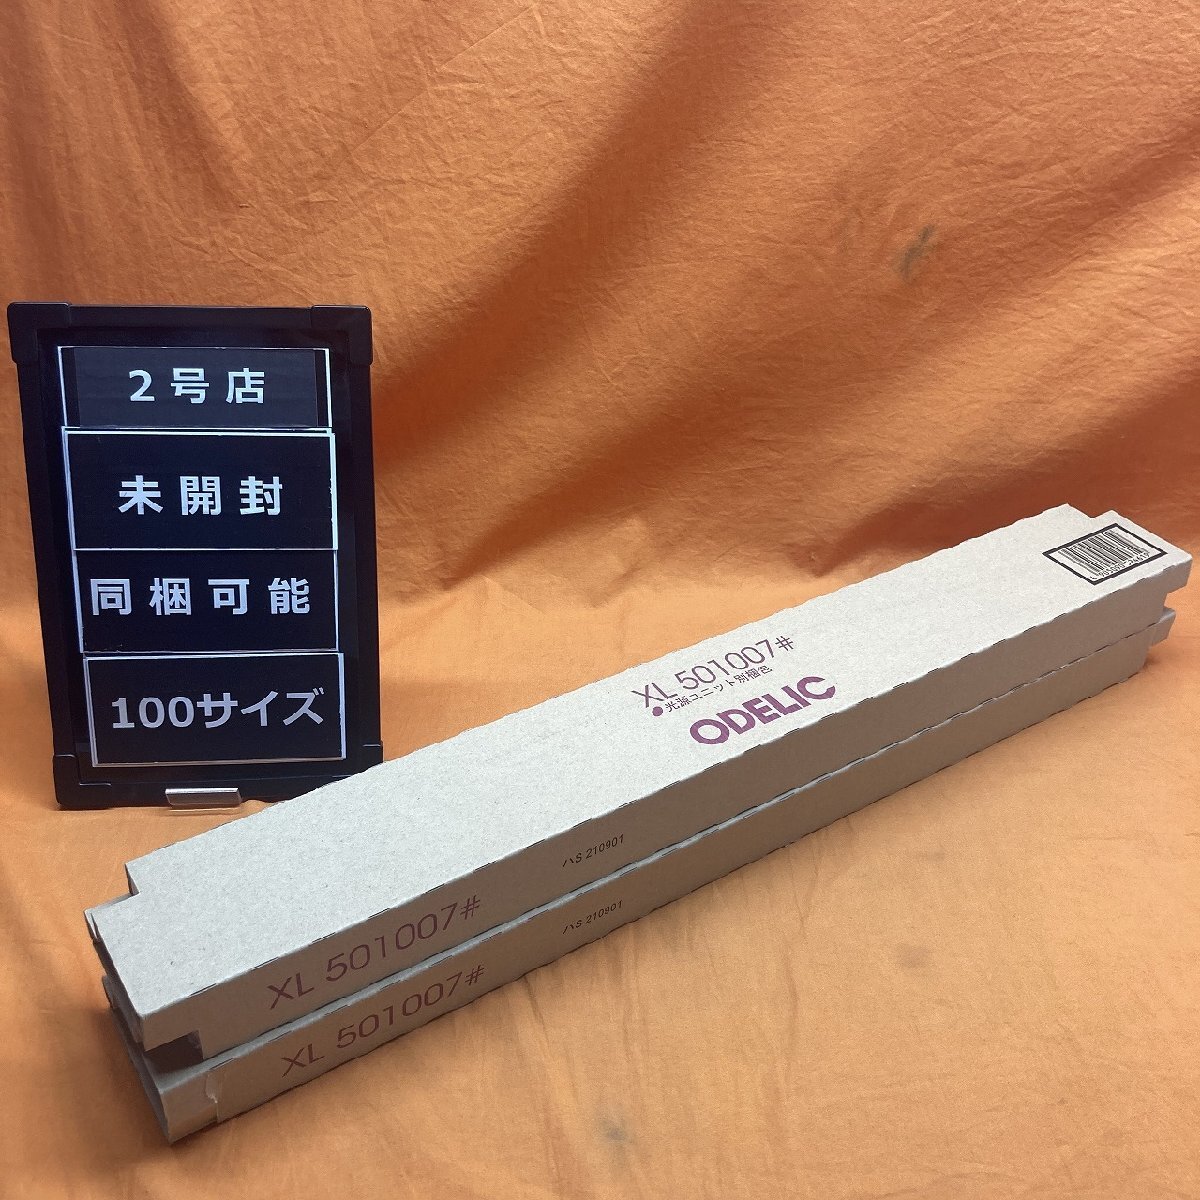 2号店
未開封
同梱可能
100サイズ
XL 501007#
●光源ユニット別梱包
ODELIC
ハS 210901
XL 501007#
ハS 210901
XL 501007#